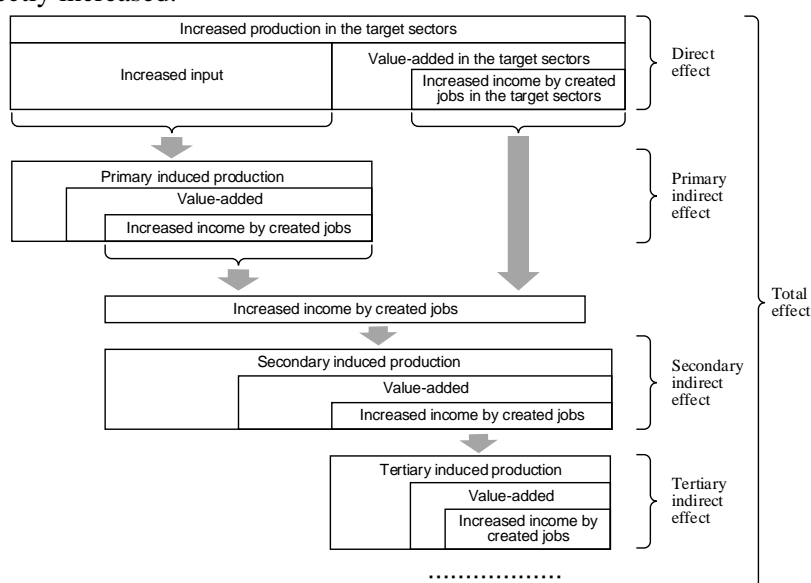 ectly increased.
Increased production in the target sectors
Increased input
Value-added in the target sectors
Increased income by created
jobs in the target sectors
Direct
effect
Primary induced production
Value-added
Increased income by created jobs
Primary
indirect
effect
Increased income by created jobs
Total
effect
Secondary induced production
Value-added
Increased income by created jobs
Secondary
indirect
effect
Tertiary induced production
Value-added
Increased income by
created jobs
Tertiary
indirect
effect
..................